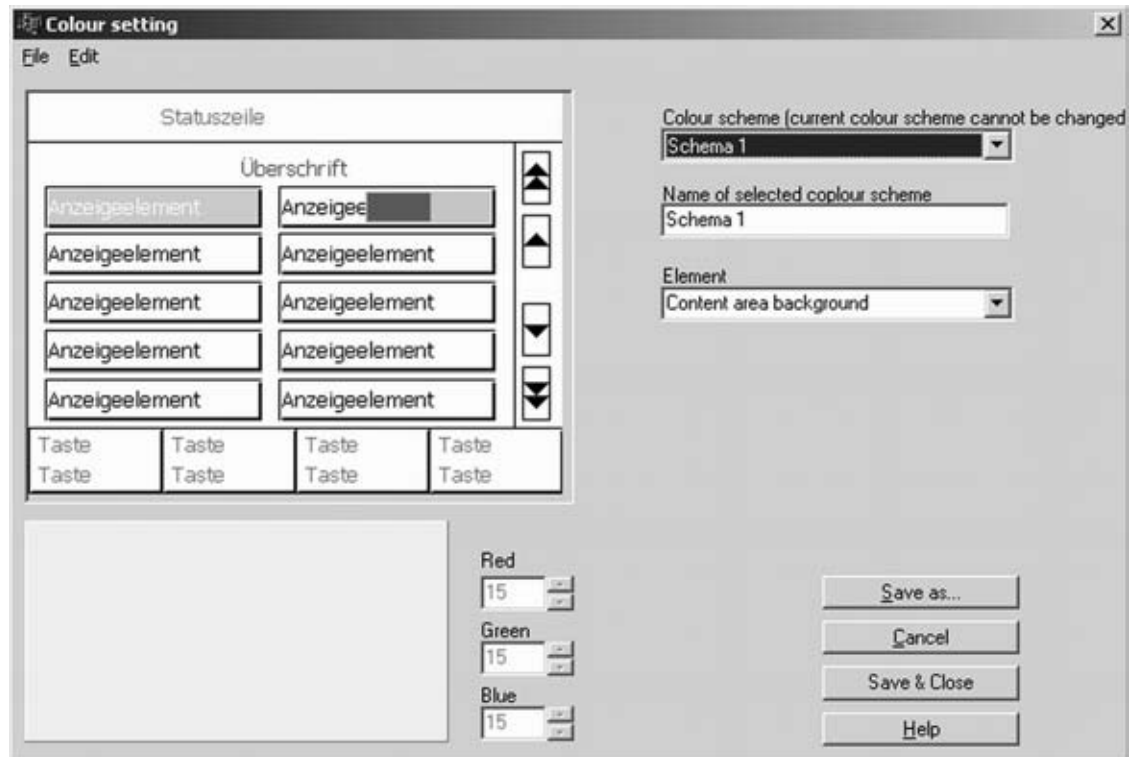 Colour setting
File Edit
Statuszeile
Überschrift
Anzeigeelement Anzeigee
Anzeigeelement Anzeigeelement
Anzeigeelement Anzeigeelement
Anzeigeelement Anzeigeelement
Anzeigeelement Anzeigeelement
Taste Taste Taste Taste
Taste Taste Taste Taste
Colour scheme (current colour scheme cannot be changed
Schema 1
Name of selected coplour scheme
Schema 1
Element
Content area background
Red
15
Green
15
Blue
15
Save as...
Cancel
Save & Close
Help